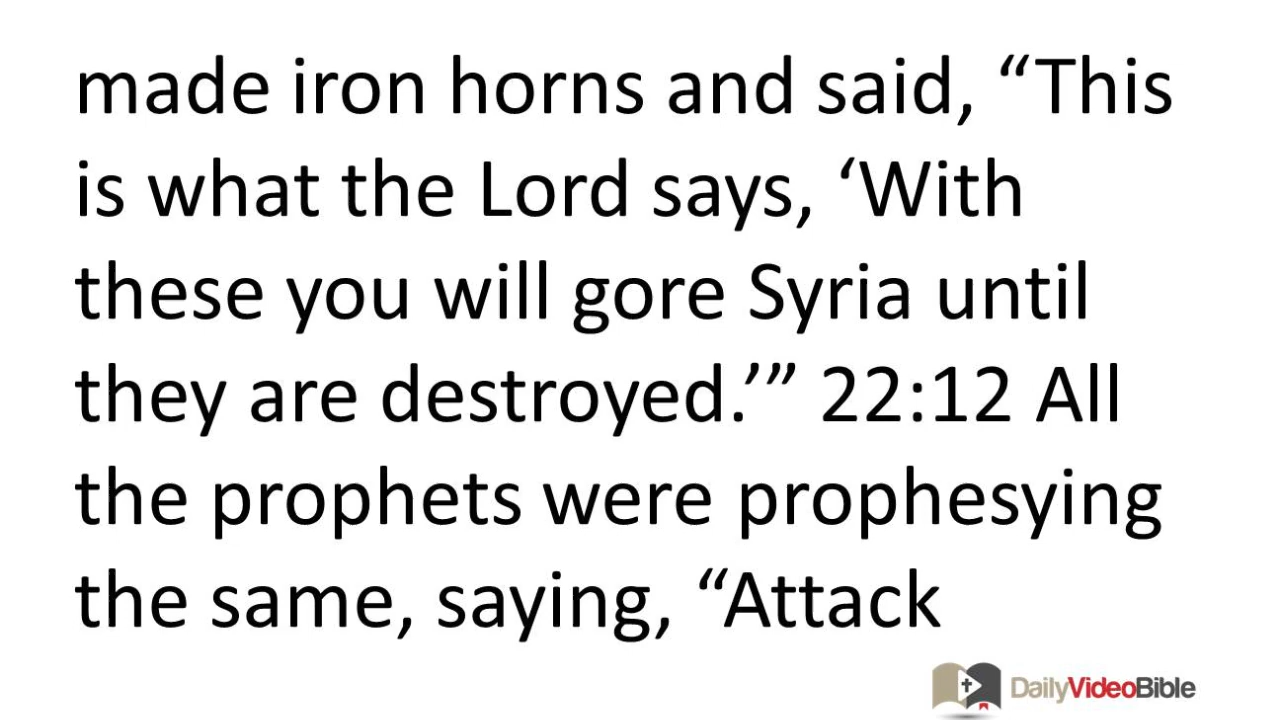 made iron horns and said, “This
is what the Lord says, ‘With
these you will gore Syria until
they are destroyed.’” 22:12 All
the prophets were prophesying
the same, saying, “Attack
DailyVideoBible